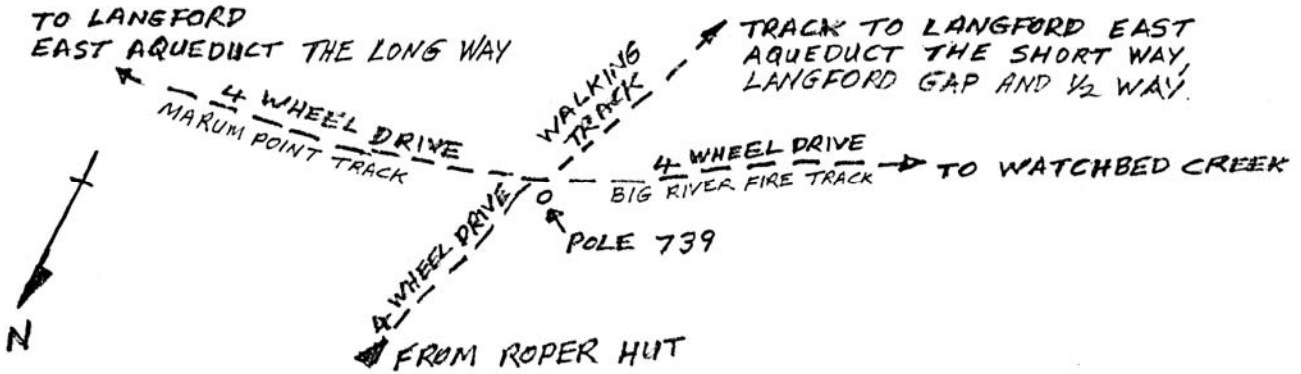 TO LANGFORD
EAST AQUEDUCT THE LONG WAY
4 WHEEL DRIVE
MARUM POINT TRACK
WALKING
TRACK
TRACK TO LANGFORD EAST
AQUEDUCT THE SHORT WAY,
LANGFORD GAP AND 1/2 WAY.
4 WHEEL DRIVE
BIG RIVER FIRE TRACK
TO WATCHBED CREEK
POLE 739
4 WHEEL DRIVE
FROM ROPER HUT
N